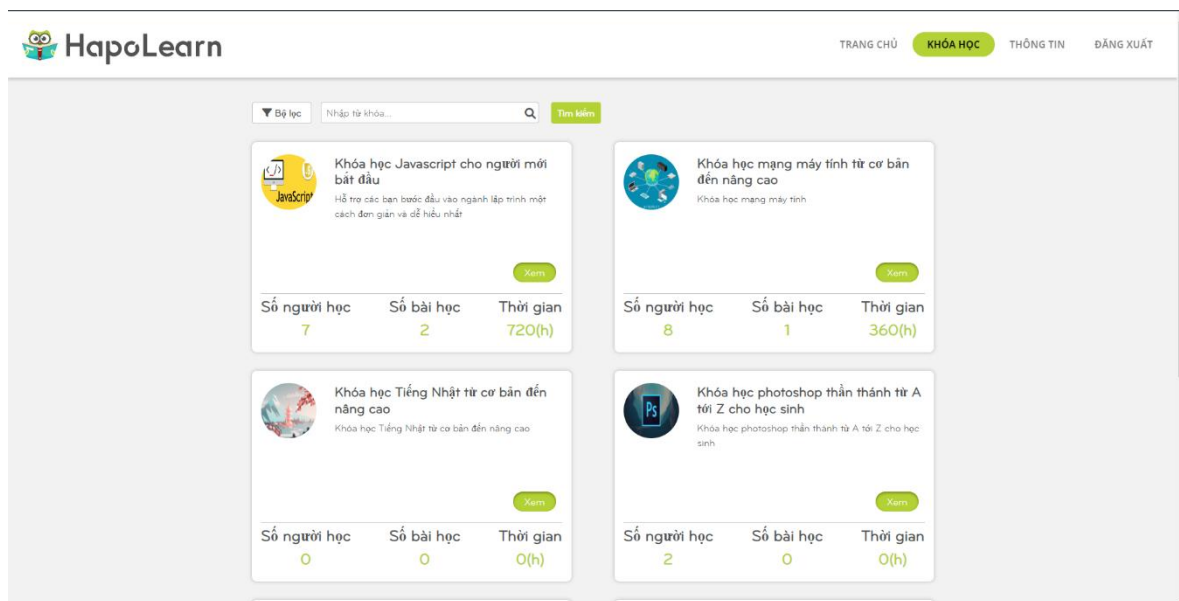 HapoLearn
TRANG CHỦ KHÓA HỌC THÔNG TIN ĐĂNG XUẤT
Bộ lọc Nhập từ khóa... Tìm kiếm
JavaScript
Khóa học Javascript cho người mới
bắt đầu
Hỗ trợ các bạn bước đầu vào ngành lập trình một
cách đơn giản và dễ hiểu nhất
Xem
Số người học Số bài học Thời gian
7 2 720(h)
Khóa học mạng máy tính từ cơ bản
đến nâng cao
Khóa học mạng máy tính
Xem
Số người học Số bài học Thời gian
8 1 360(h)
Khóa học Tiếng Nhật từ cơ bản đến
nâng cao
Khóa học Tiếng Nhật từ cơ bản đến nâng cao
Xem
Số người học Số bài học Thời gian
0 0 0(h)
Ps
Khóa học photoshop thần thánh từ A
tới Z cho học sinh
Khóa học photoshop thần thánh từ A tới Z cho học
sinh
Xem
Số người học Số bài học Thời gian
2 0 0(h)